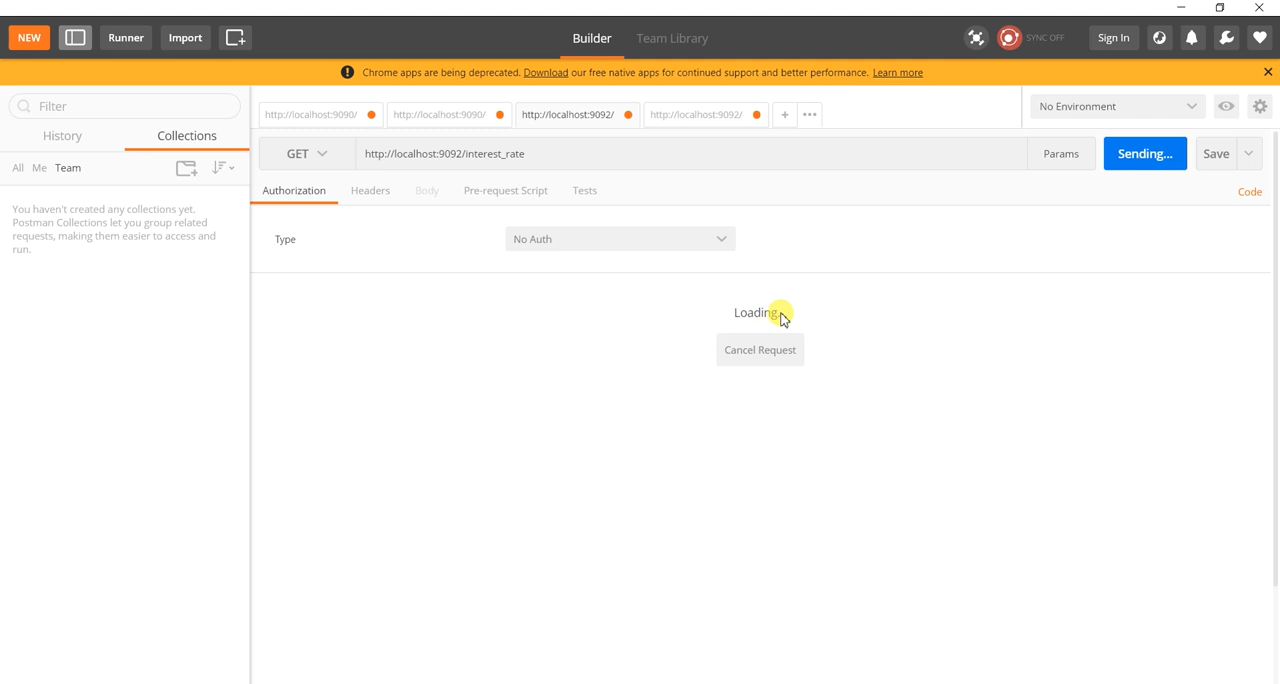 NEW
Runner
Import
Builder
Team Library
SYNC OFF
Sign In
Chrome apps are being deprecated. Download our free native apps for continued support and better performance. Learn more
Filter
History
Collections
All Me Team
You haven't created any collections yet.
Postman Collections let you group related
requests, making them easier to access and
run.
http://localhost:9090/
http://localhost:9090/
http://localhost:9092/
http://localhost:9092/
No Environment
GET
http://localhost:9092/interest_rate
Params
Sending...
Save
Authorization
Headers
Body
Pre-request Script
Tests
Code
Type
No Auth
Loading...
Cancel Request